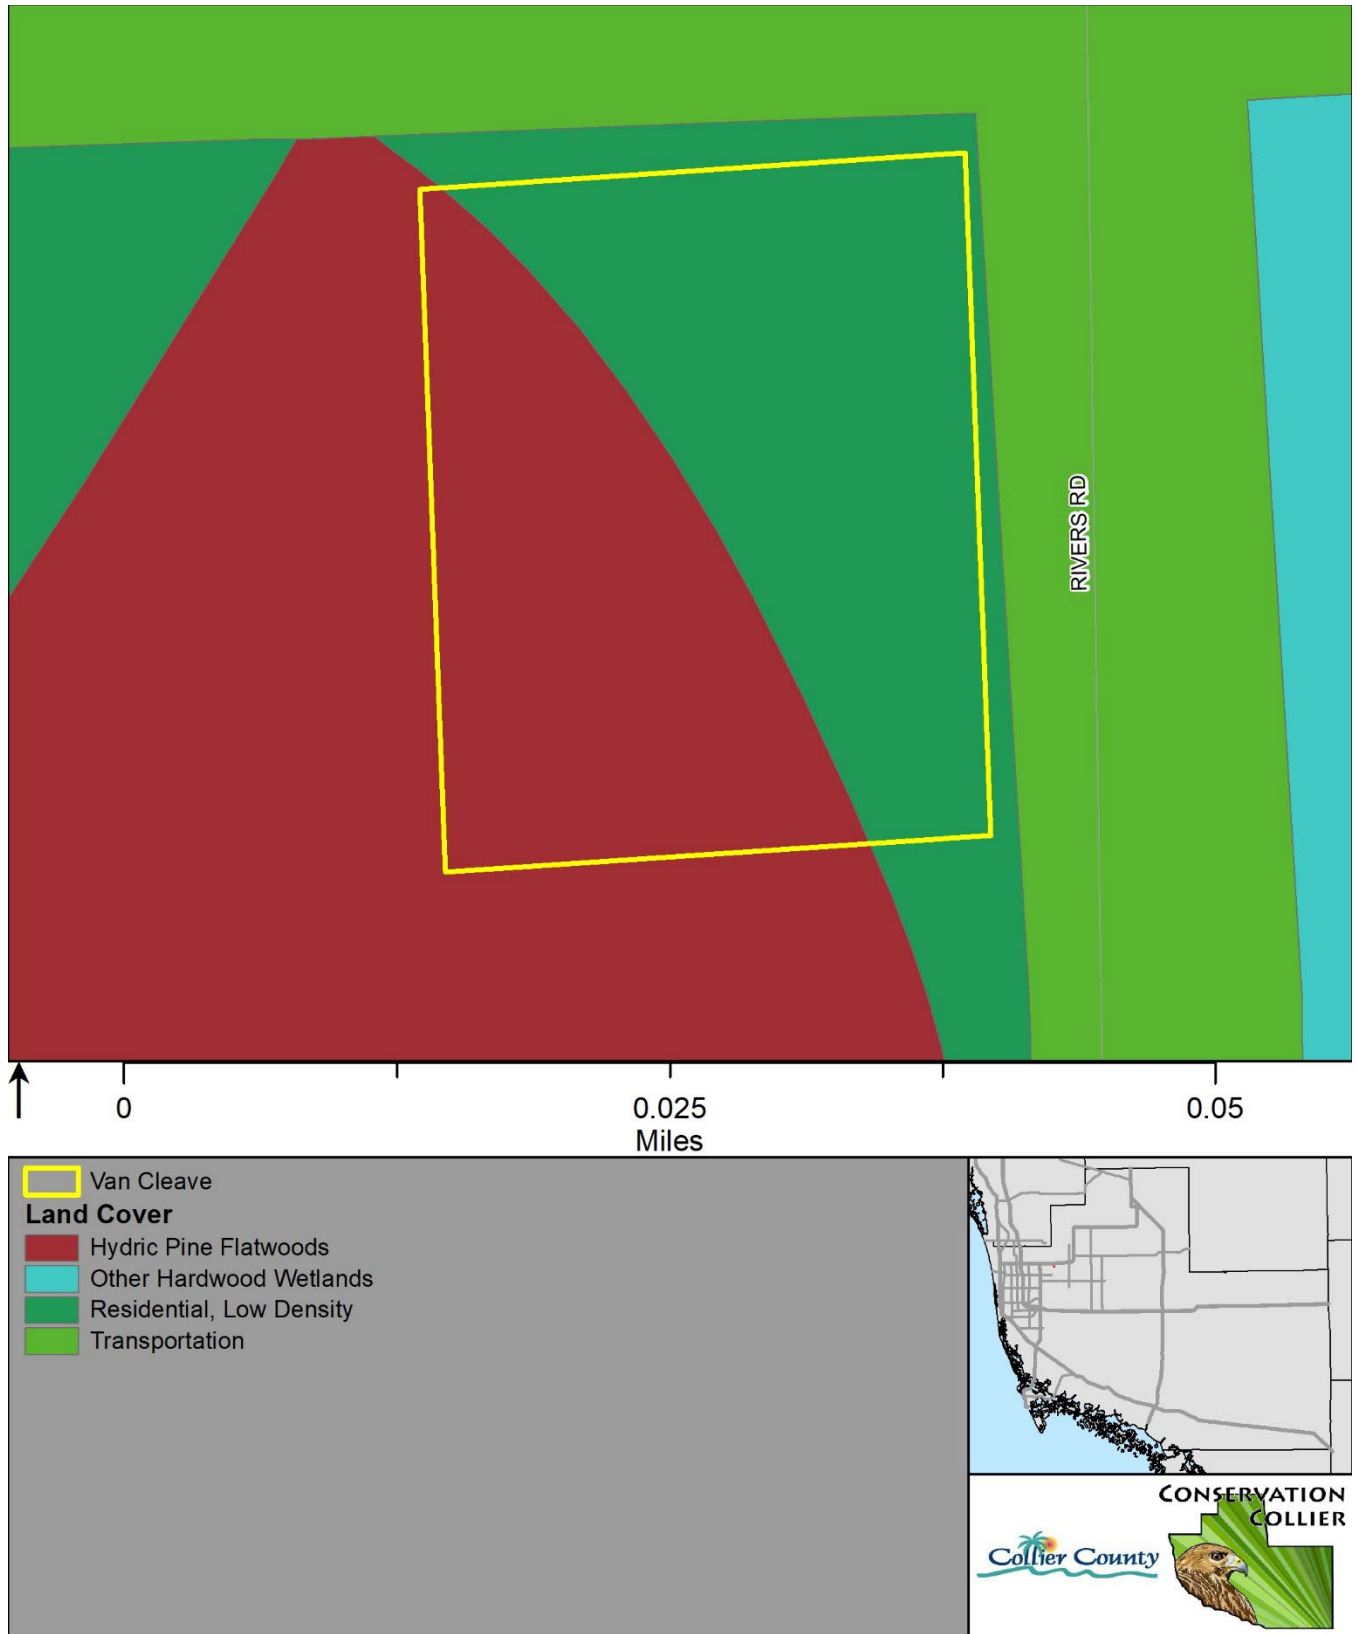 RIVERS RD
0 0.025 0.05
Miles
Van Cleave
Land Cover
Hydric Pine Flatwoods
Other Hardwood Wetlands
Residential, Low Density
Transportation
CONSERVATION
COLLIER
Collier County